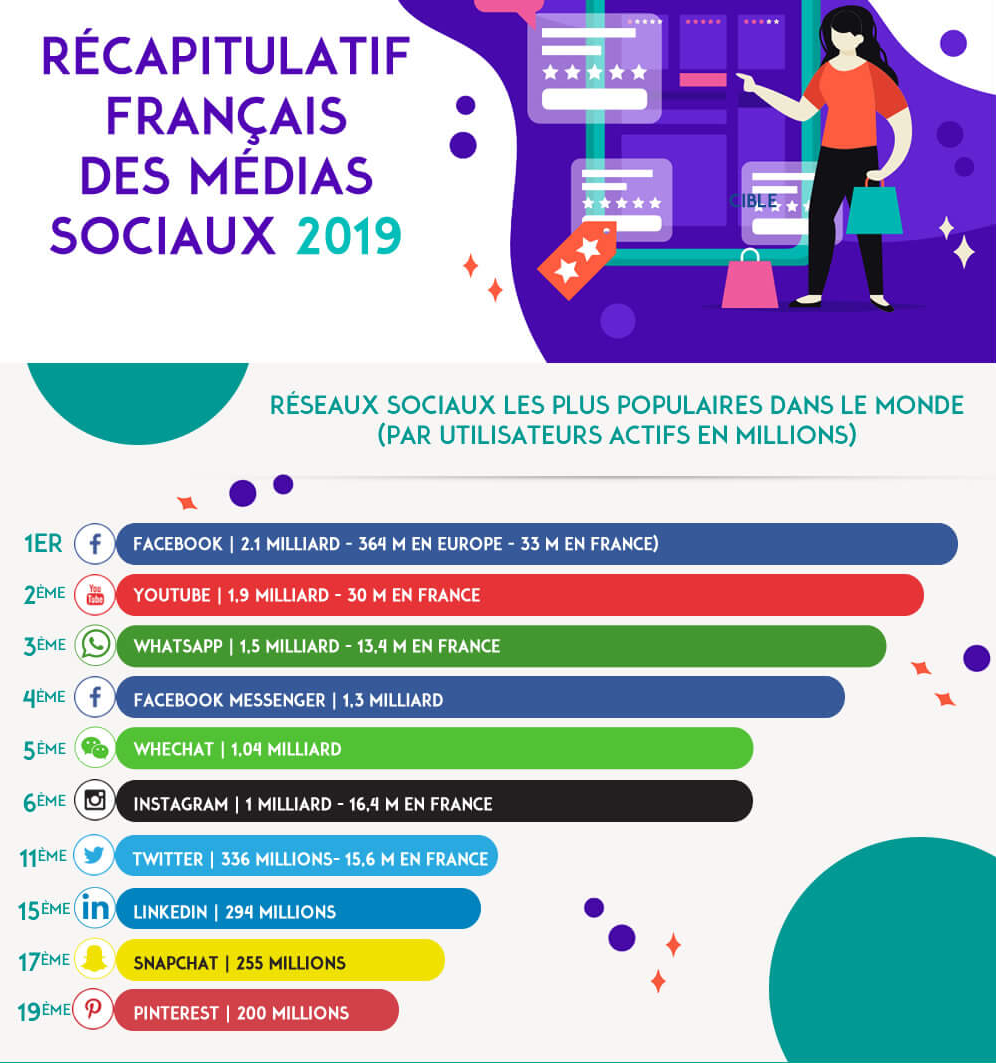 RÉCAPITULATIF
FRANÇAIS
DES MÉDIAS
SOCIAUX 2019
CIBLE
RÉSEAUX SOCIAUX LES PLUS POPULAIRES DANS LE MONDE
(PAR UTILISATEURS ACTIFS EN MILLIONS)
1ER FACEBOOK | 2.1 MILLIARD - 364 M EN EUROPE - 33 M EN FRANCE)
2ÈME You Tube YOUTUBE | 1,9 MILLIARD - 30 M EN FRANCE
3ÈME WHATSAPP | 1,5 MILLIARD - 13,4 M EN FRANCE
4ÈME FACEBOOK MESSENGER | 1,3 MILLIARD
5ÈME WHECHAT | 1,04 MILLIARD
6ÈME INSTAGRAM | 1 MILLIARD - 16,4 M EN FRANCE
11ÈME TWITTER | 336 MILLIONS- 15,6 M EN FRANCE
15ÈME in LINKEDIN | 294 MILLIONS
17ÈME SNAPCHAT | 255 MILLIONS
19ÈME PINTEREST | 200 MILLIONS